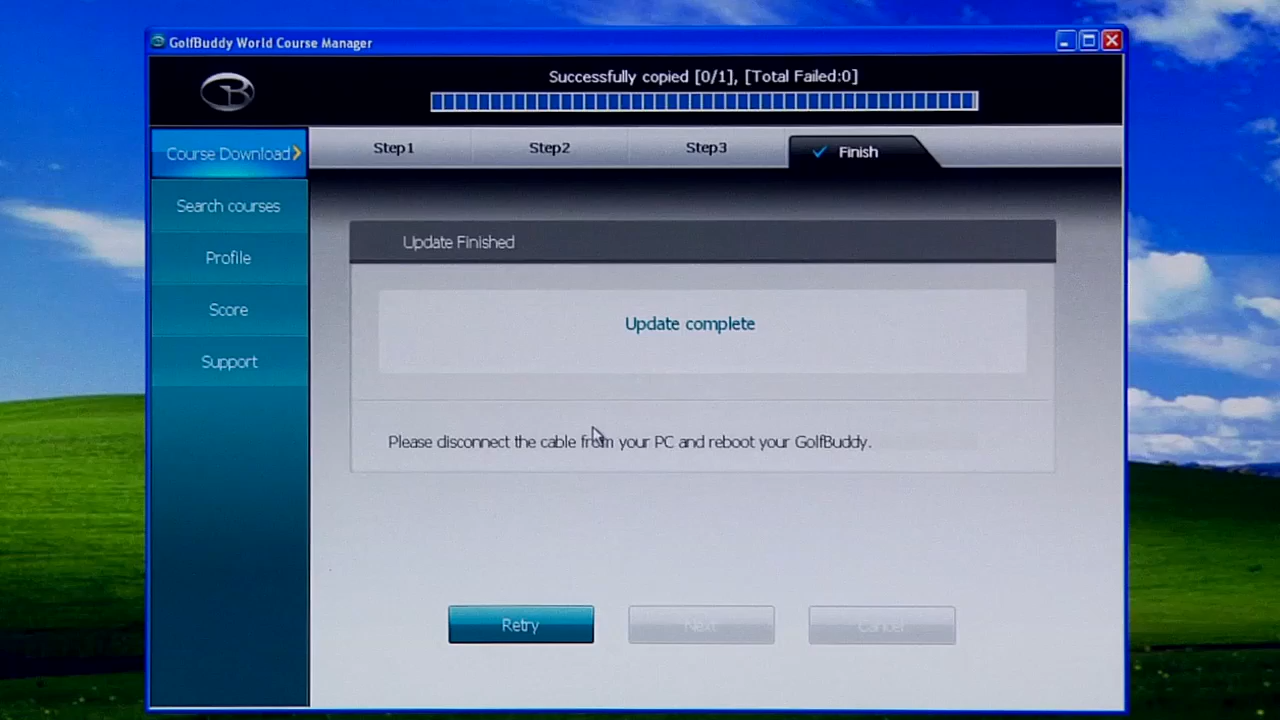 GolfBuddy World Course Manager
Successfully copied [0/1], [Total Failed:0]
Course Download
Step1
Step2
Step3
Finish
Search courses
Profile
Score
Support
Update Finished
Update complete
Please disconnect the cable from your PC and reboot your GolfBuddy.
Retry
Next
Cancel